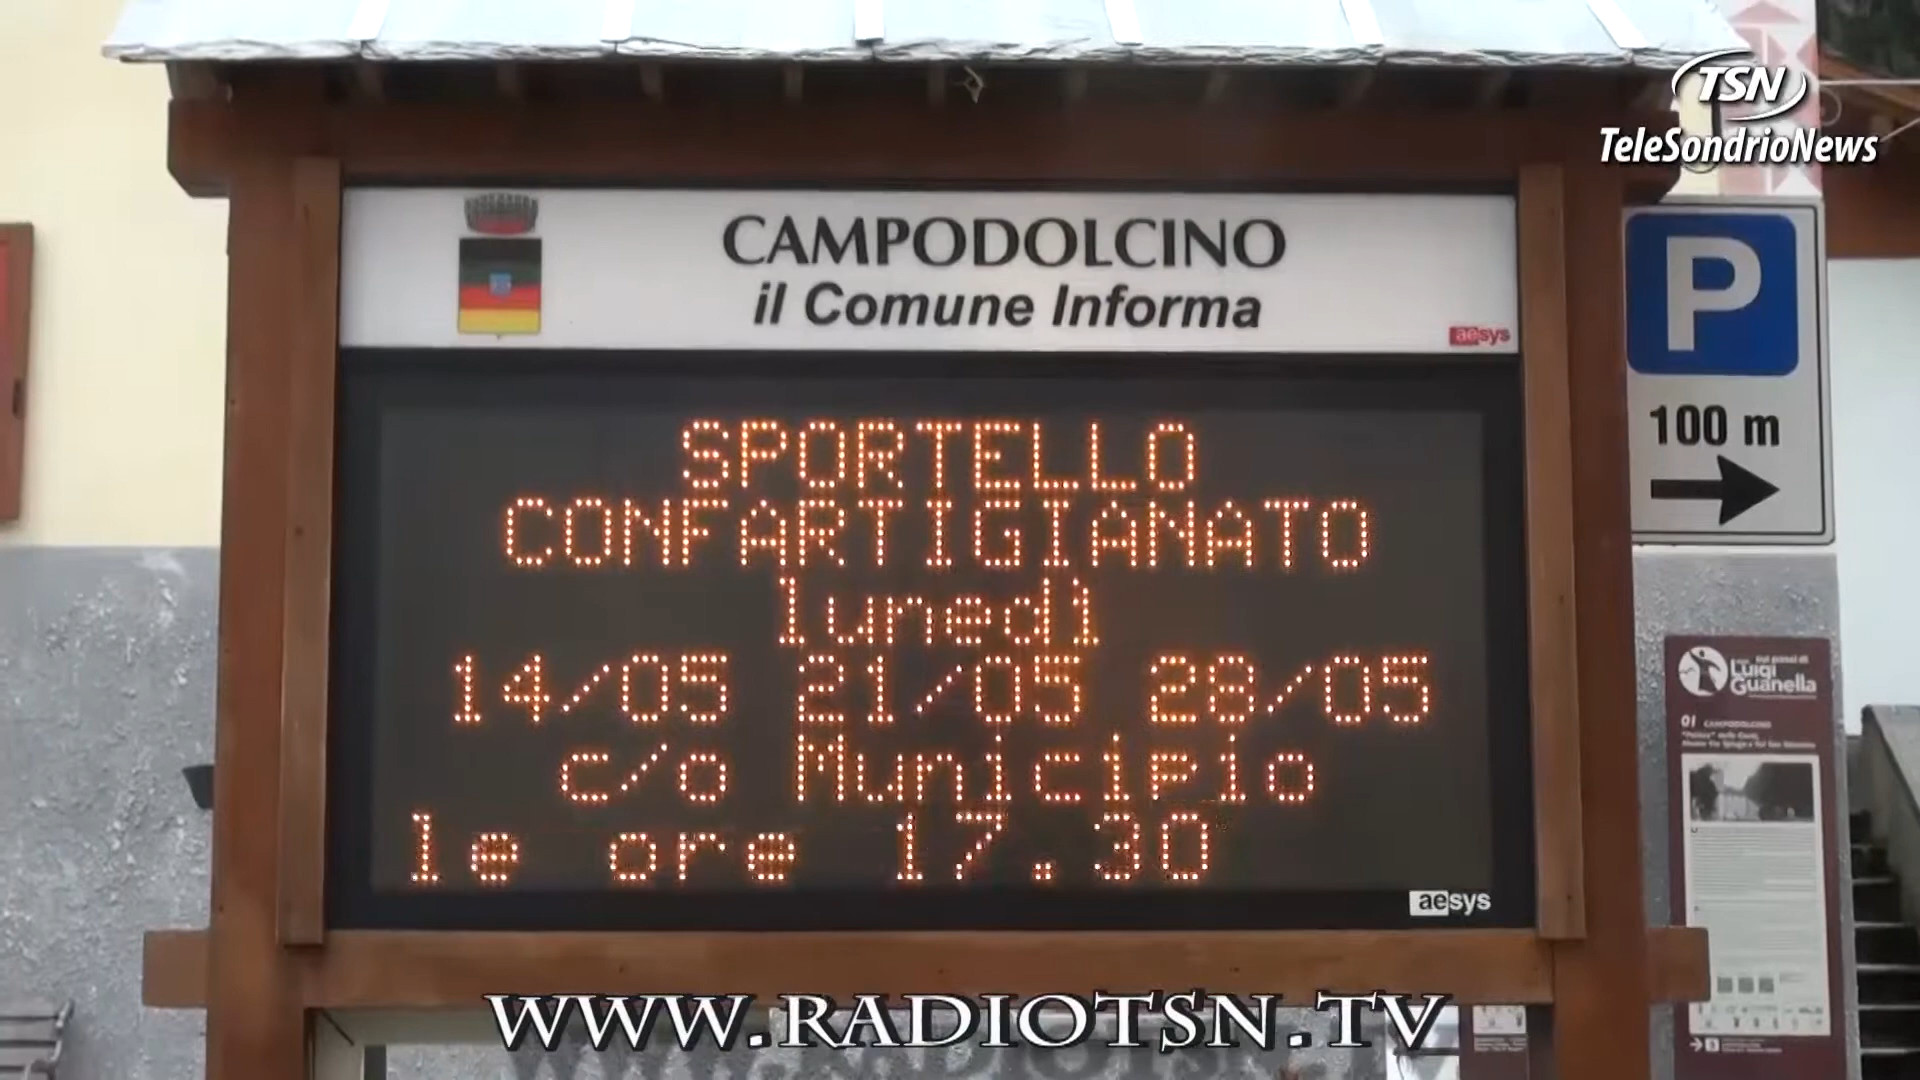 TSN
TeleSondrioNews
CAMPODOLCINO
il Comune Informa
aesys
P
100 m
SPORTELLO
CONFARTIGIANATO
lunedì
14/05 21/05 28/05
c/o Municipio
le ore 17.30
aesys
Luigi
Guanella
01 CAMPODOLCINO
WWW.RADIOTSN.TV